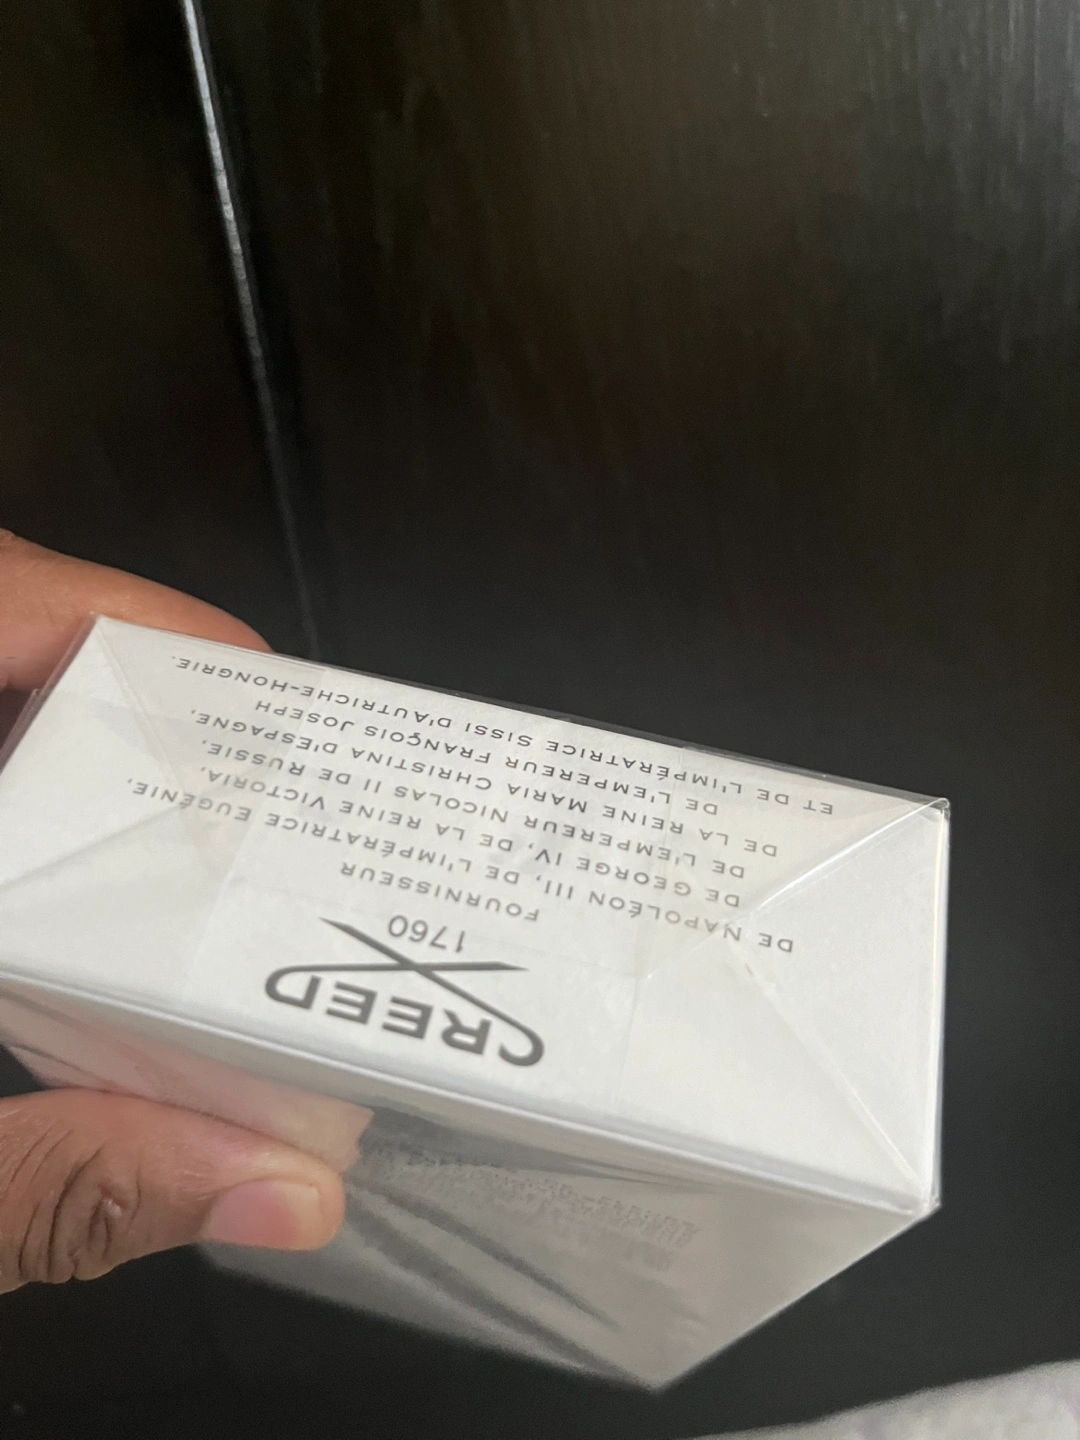 CREED
1760
FOURNISSEUR
DE NAPOLÉON III, DE L'IMPÉRATRICE EUGÉNIE,
DE GEORGE IV, DE LA REINE VICTORIA,
DE L'EMPEREUR NICOLAS II DE RUSSIE,
DE LA REINE MARIA CHRISTINA D'ESPAGNE,
DE L'EMPEREUR FRANÇOIS JOSEPH
ET DE L'IMPÉRATRICE SISSI D'AUTRICHE-HONGRIE.